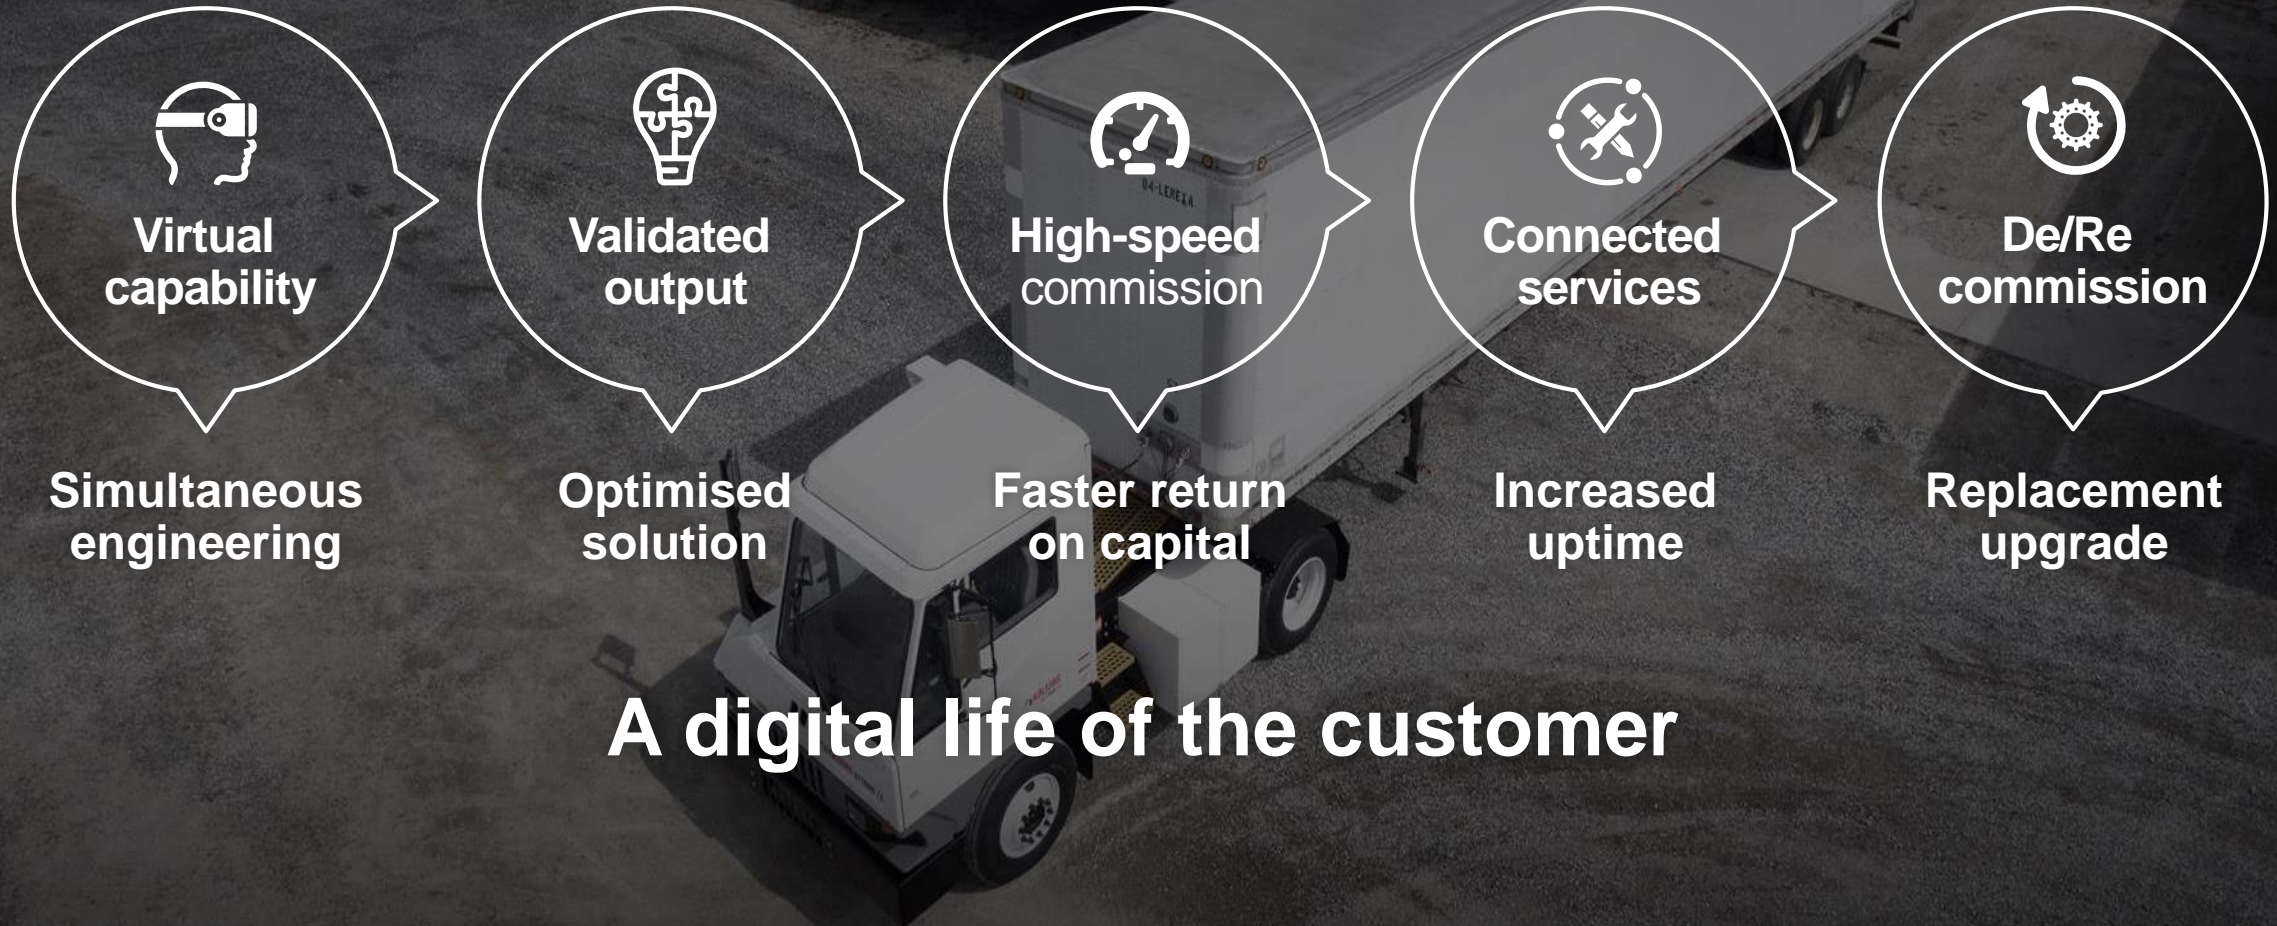 Virtual
capability
Validated
output
High-speed
commission
Connected
services
De/Re
commission
Simultaneous
engineering
Optimised
solution
Faster return
on capital
Increased
uptime
Replacement
upgrade
A digital life of the customer